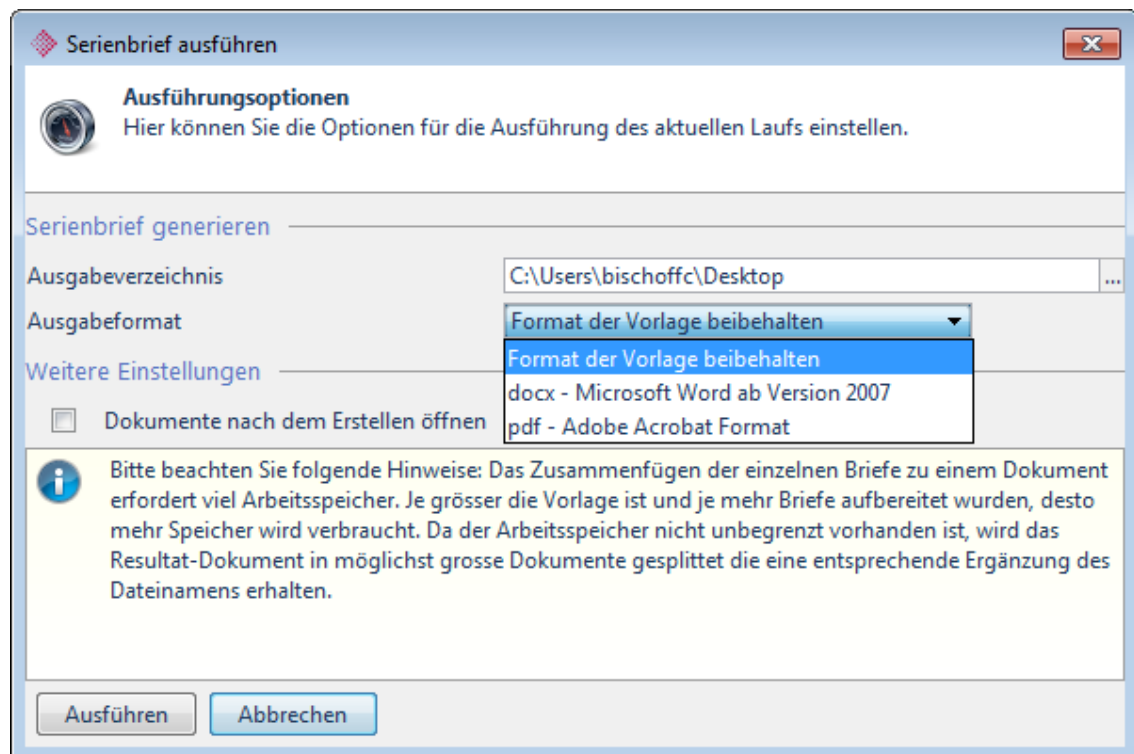 Serienbrief ausführen
Ausführungsoptionen
Hier können Sie die Optionen für die Ausführung des aktuellen Laufs einstellen.
Serienbrief generieren
Ausgabeverzeichnis C:\Users\bischoffc\Desktop ...
Ausgabeformat Format der Vorlage beibehalten
Format der Vorlage beibehalten
Weitere Einstellungen
docx - Microsoft Word ab Version 2007
Dokumente nach dem Erstellen öffnen
pdf - Adobe Acrobat Format
Bitte beachten Sie folgende Hinweise: Das Zusammenfügen der einzelnen Briefe zu einem Dokument
erfordert viel Arbeitsspeicher. Je grösser die Vorlage ist und je mehr Briefe aufbereitet wurden, desto
mehr Speicher wird verbraucht. Da der Arbeitsspeicher nicht unbegrenzt vorhanden ist, wird das
Resultat-Dokument in möglichst grosse Dokumente gesplittet die eine entsprechende Ergänzung des
Dateinamens erhalten.
Ausführen Abbrechen